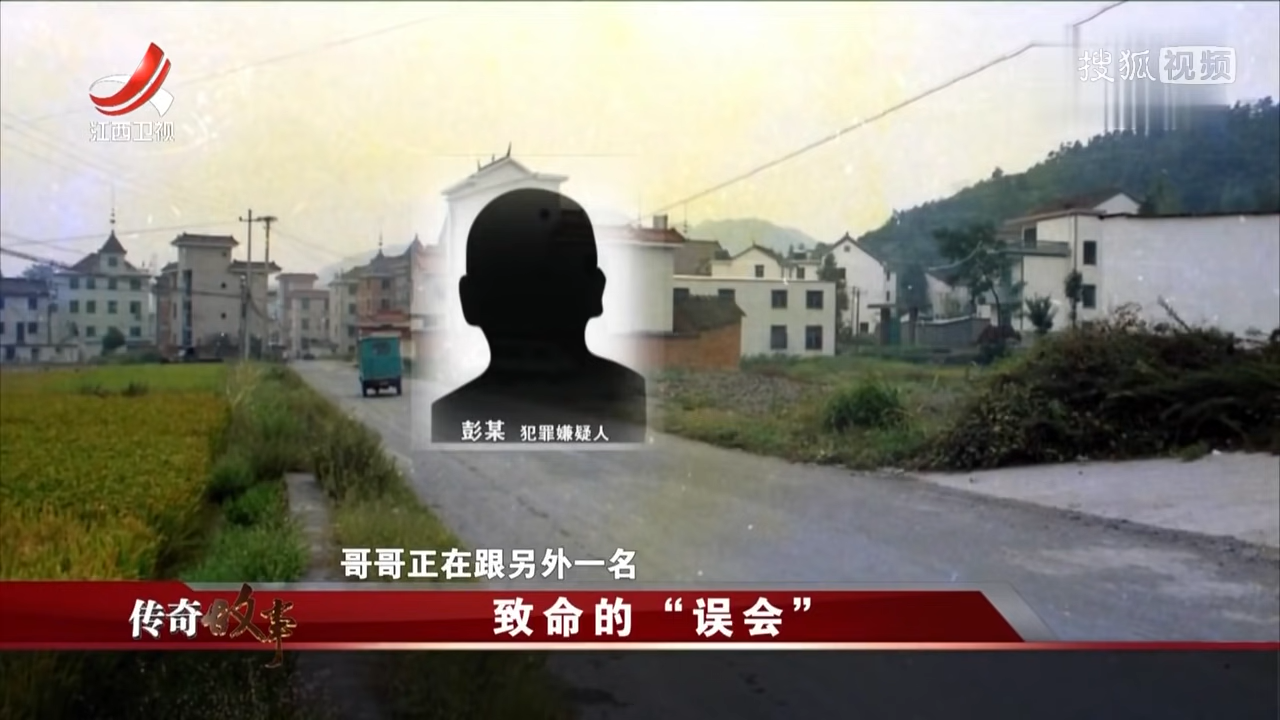 江西卫视
搜狐视频
彭某 犯罪嫌疑人
哥哥正在跟另外一名
传奇故事
致命的“误会”